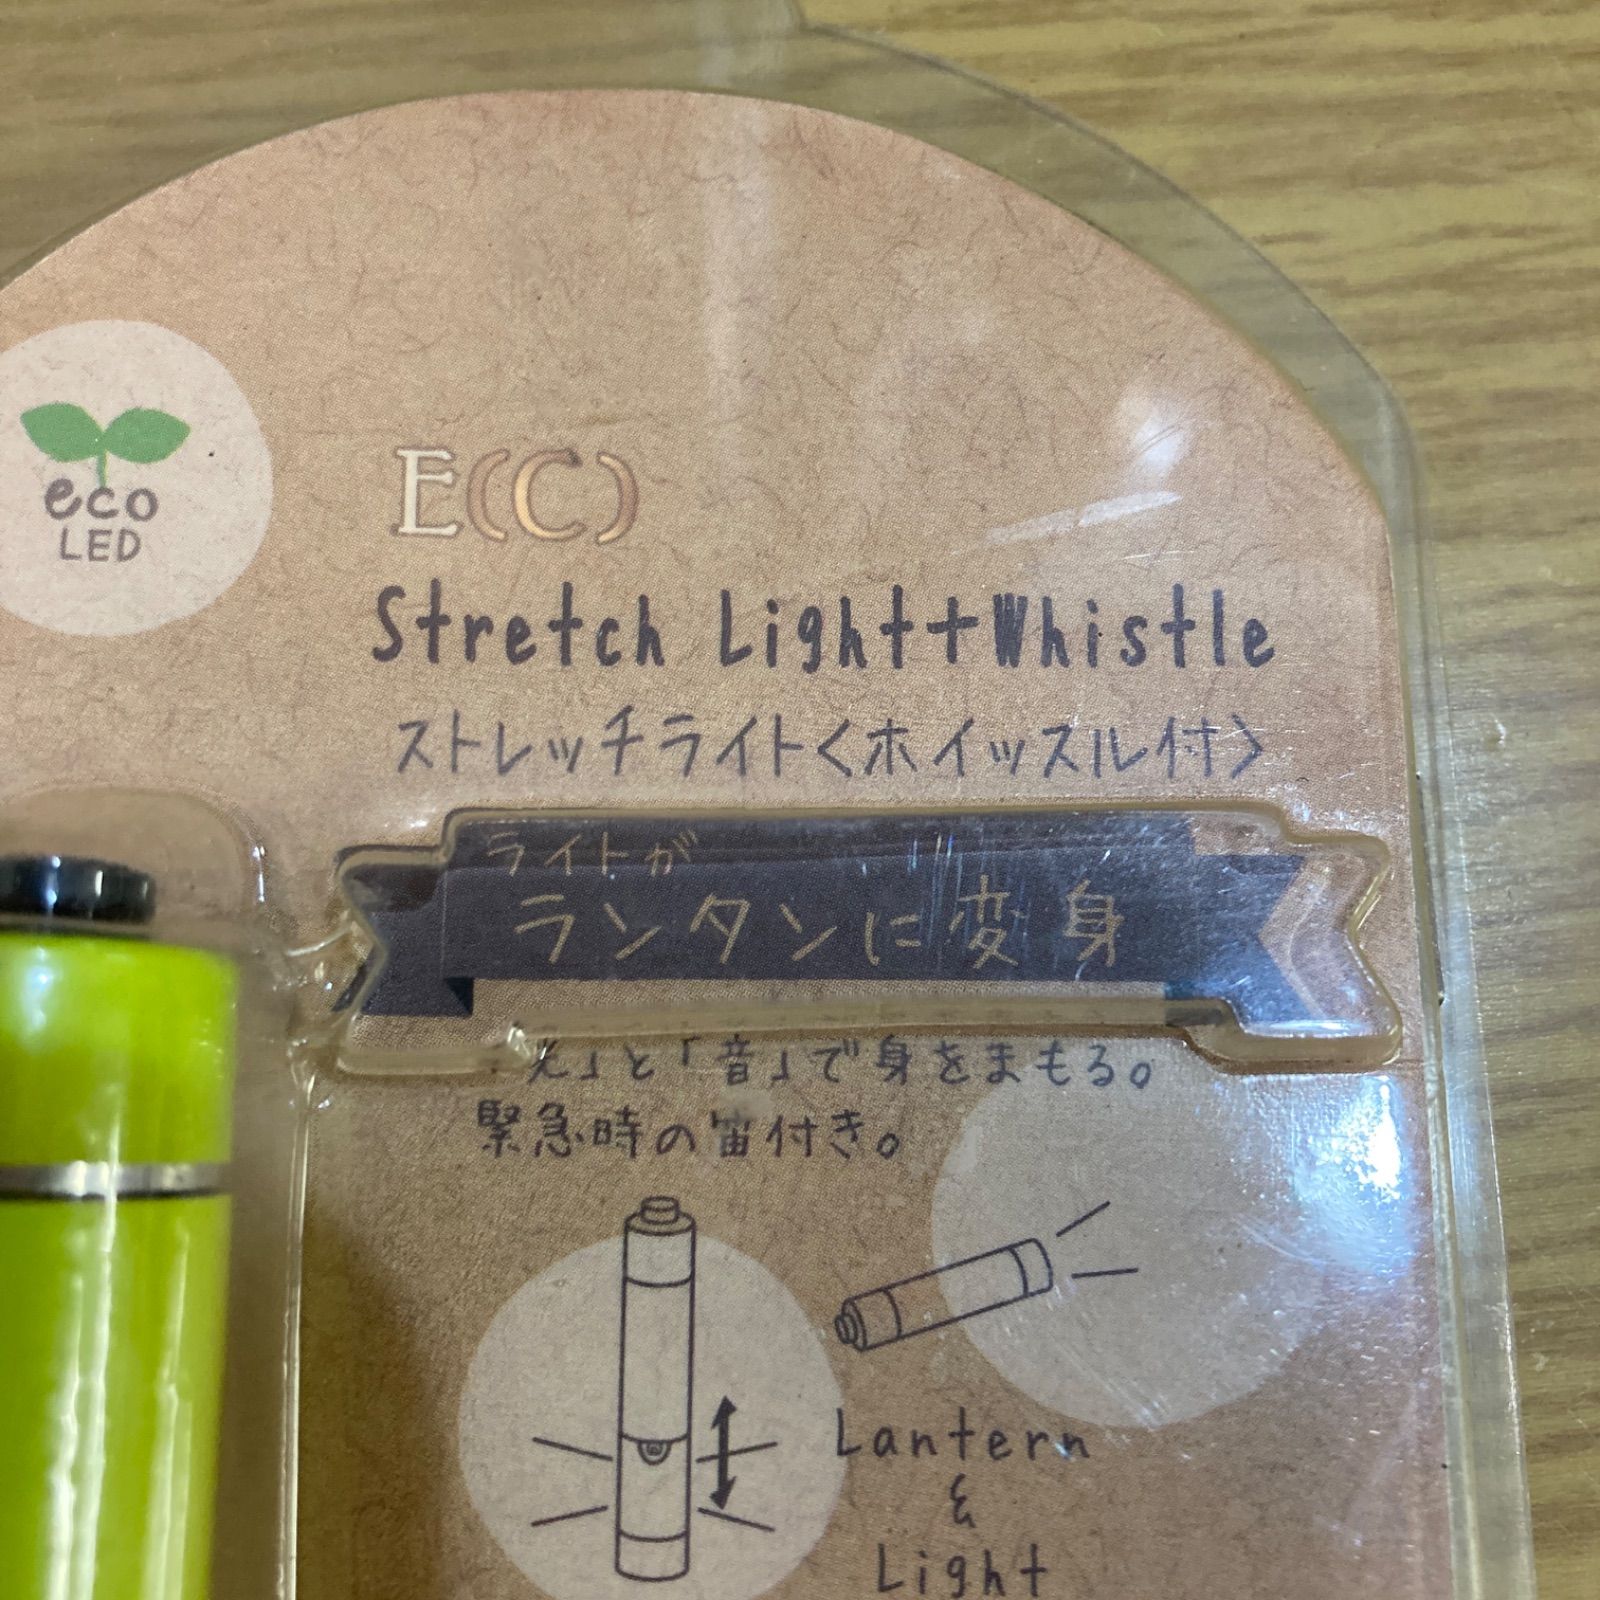 eco
LED
E(C)
Stretch Light+Whistle
ストレッチライト<ホイッスル付>
ライトが
ランタンに変身
光」と「音」で身をまもる。
緊急時の笛付き。
Lantern
&
Light